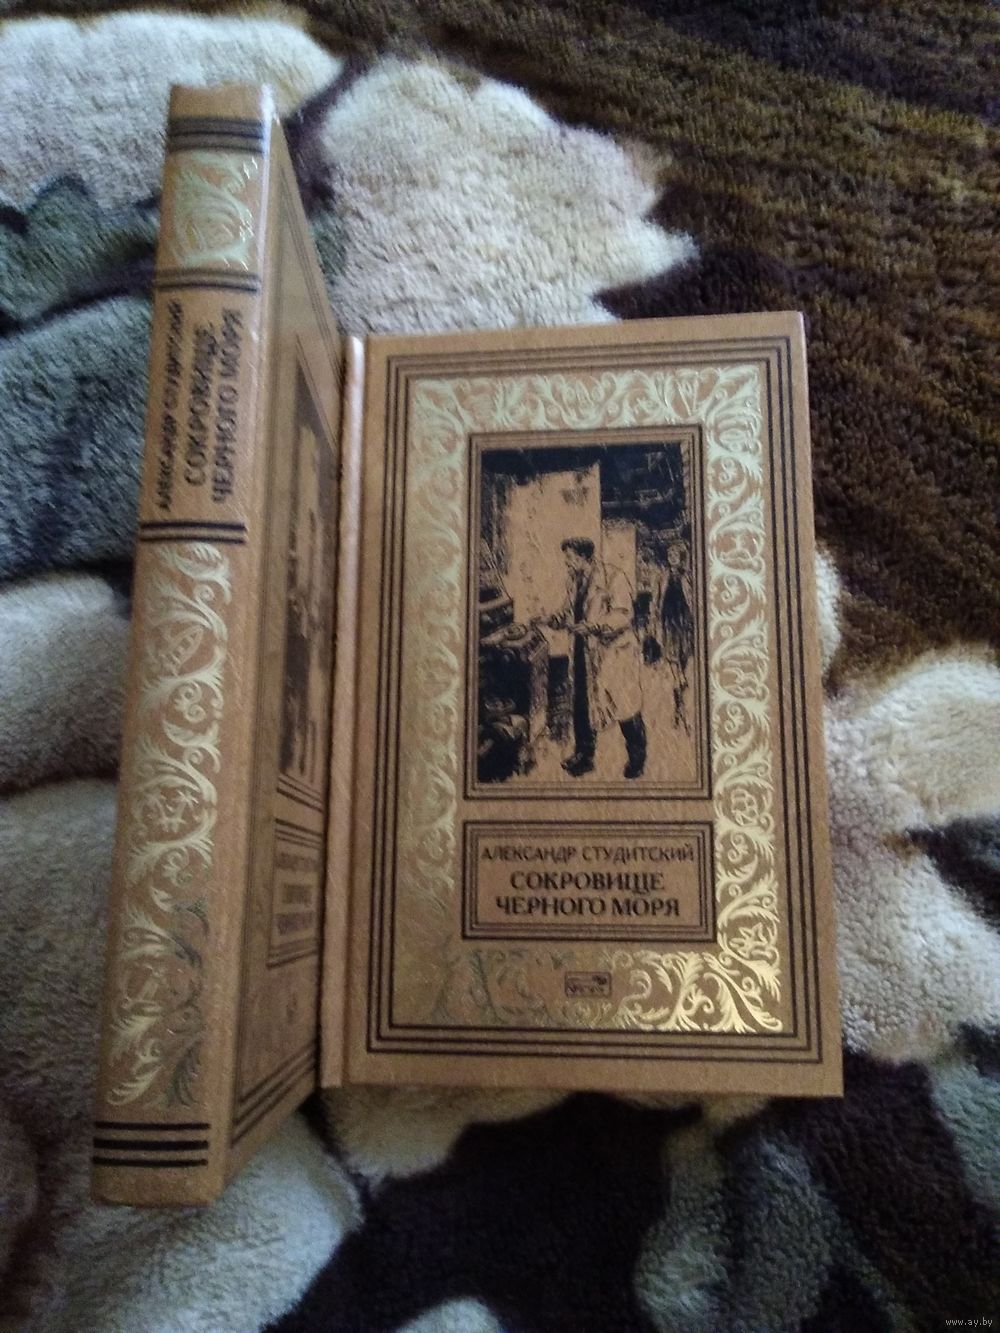 АЛЕКСАНДР СТУДИТСКИЙ
СОКРОВИЩЕ
ЧЕРНОГО МОРЯ
АЛЕКСАНДР СТУДИТСКИЙ
СОКРОВИЩЕ
ЧЕРНОГО МОРЯ
www.ay.by